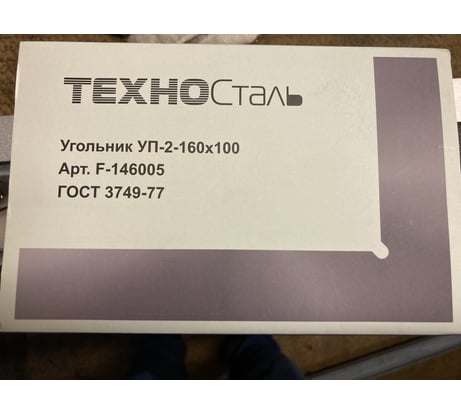 ТЕХНОСталь
Угольник УП-2-160х100
Арт. F-146005
ГОСТ 3749-77